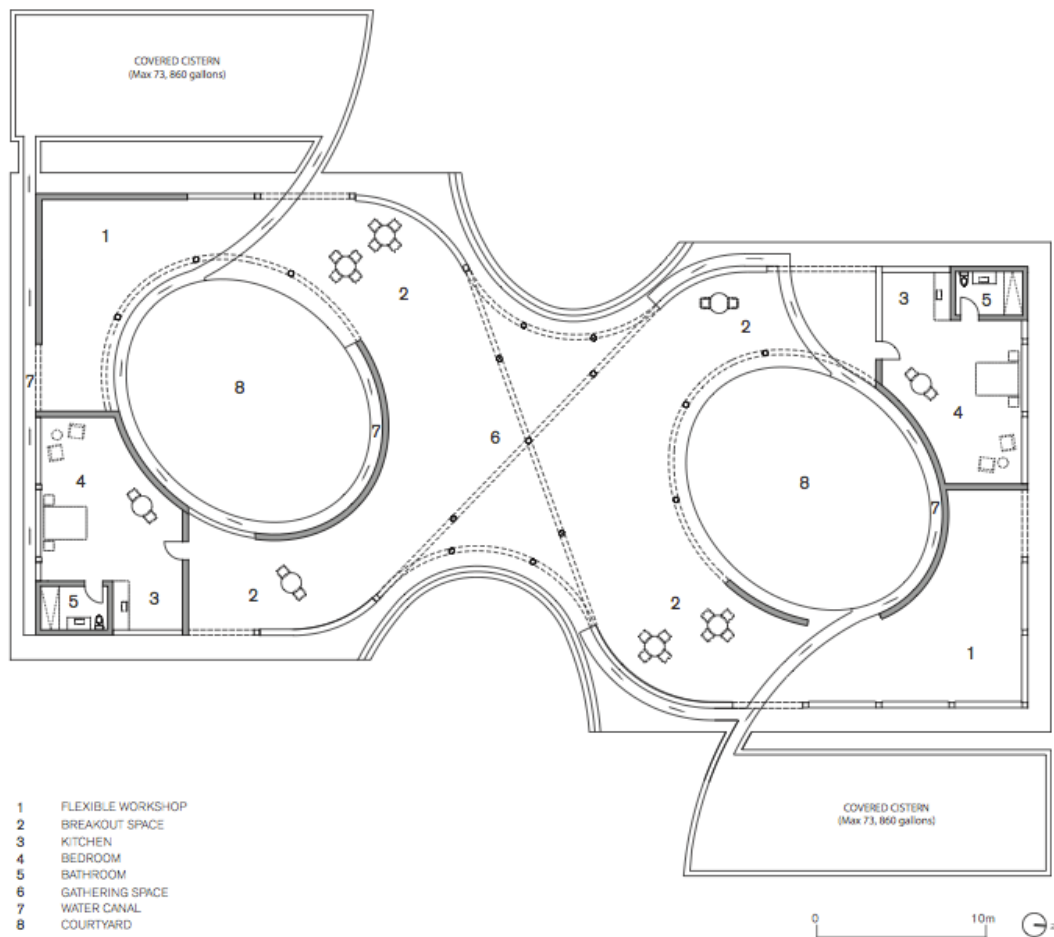 COVERED CISTERN
(Max 73, 860 gallons)
1
2
3
5
2
7
8
4
6
7
4
8
7
5
3
2
2
1
1 FLEXIBLE WORKSHOP
2 BREAKOUT SPACE
3 KITCHEN
4 BEDROOM
5 BATHROOM
6 GATHERING SPACE
7 WATER CANAL
8 COURTYARD
COVERED CISTERN
(Max 73, 860 gallons)
0 10m